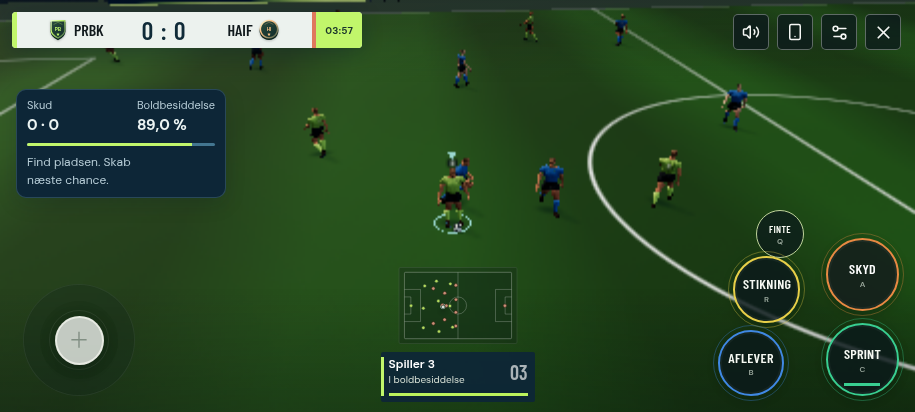 PRBK 0 : 0 HAIF 03:57
Skud Boldbesiddelse
0 · 0 89,0 %
Find pladsen. Skab
næste chance.
FINTE
Q
STIKNING
R
SKYD
A
AFLEVER
B
SPRINT
C
Spiller 3
I boldbesiddelse
03